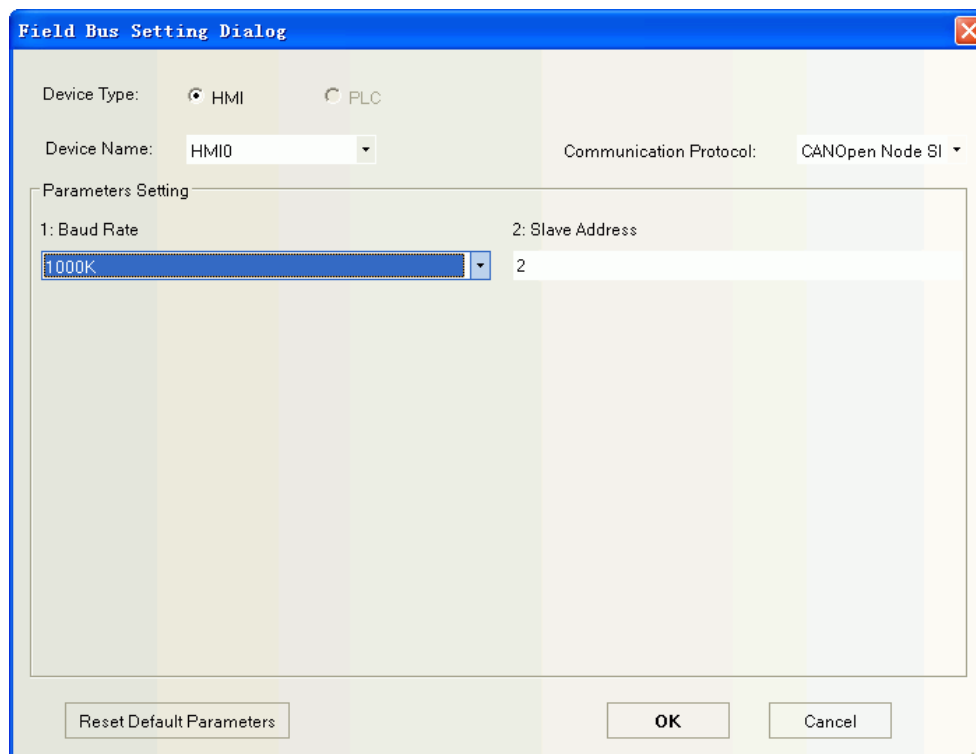 Field Bus Setting Dialog
Device Type: HMI PLC
Device Name: HMI0 Communication Protocol: CANOpen Node Sl
Parameters Setting
1: Baud Rate 2: Slave Address
1000K 2
Reset Default Parameters OK Cancel